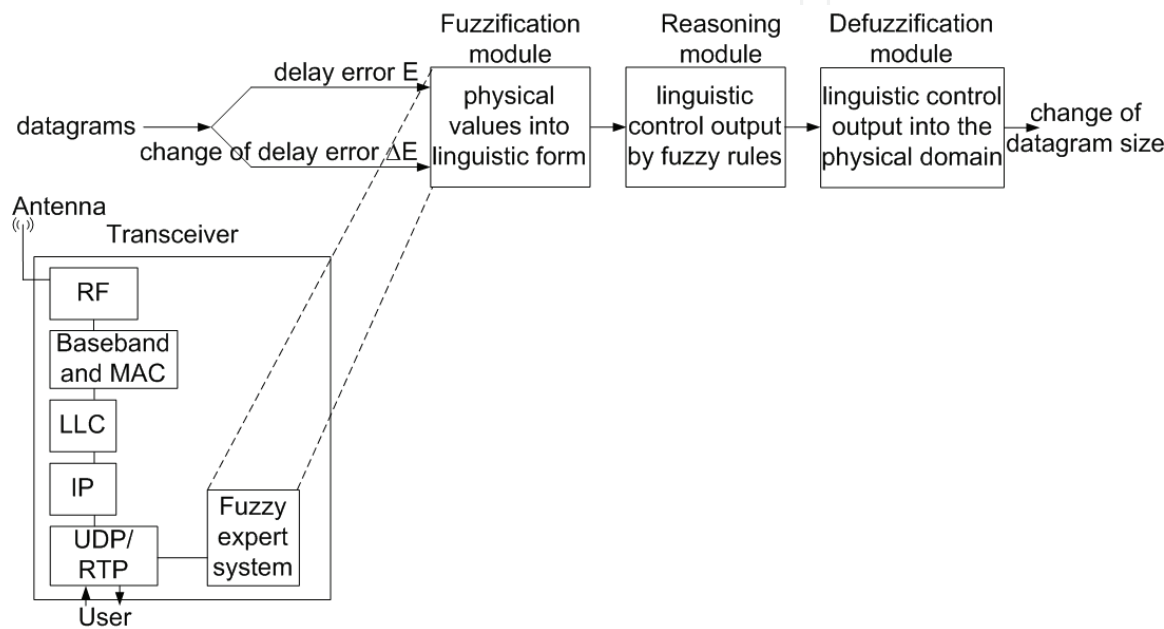 Fuzzification
module
Reasoning
module
Defuzzification
module
datagrams
delay error E
change of delay error ΔE
physical
values into
linguistic form
linguistic
control output
by fuzzy rules
linguistic control
output into the
physical domain
change of
datagram size
Antenna
((·))
Transceiver
RF
Baseband
and MAC
LLC
IP
UDP/
RTP
Fuzzy
expert
system
User